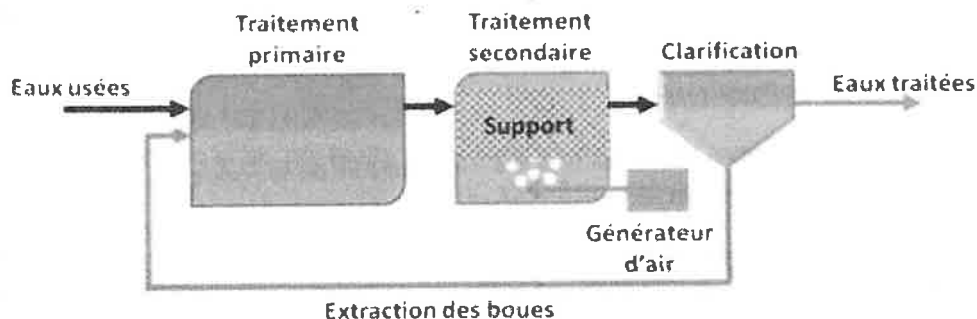 Traitement
primaire
Traitement
secondaire
Clarification
Eaux usées
Eaux traitées
Support
Générateur
d'air
Extraction des boues